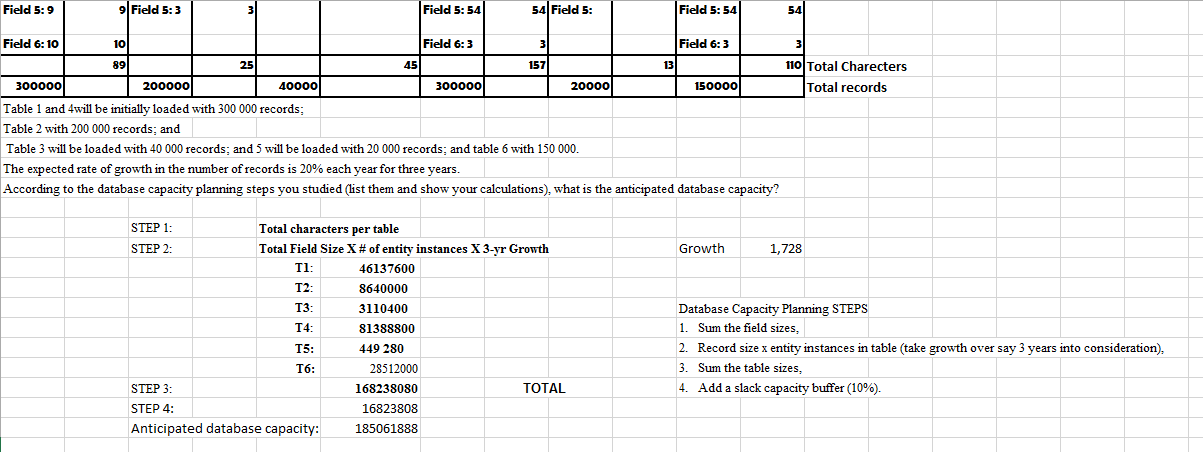 Field 5: 9 9 Field 5: 3 3 Field 5: 54 54 Field 5: Field 5: 54 54
Field 6: 10 10 Field 6: 3 3 Field 6: 3 3
89 25 45 157 13 110 Total Charecters
300000 200000 40000 300000 20000 150000 Total records
Table 1 and 4will be initially loaded with 300 000 records;
Table 2 with 200 000 records; and
Table 3 will be loaded with 40 000 records; and 5 will be loaded with 20 000 records; and table 6 with 150 000.
The expected rate of growth in the number of records is 20% each year for three years.
According to the database capacity planning steps you studied (list them and show your calculations), what is the anticipated database capacity?
STEP 1: Total characters per table
STEP 2: Total Field Size X # of entity instances X 3-yr Growth Growth 1,728
T1: 46137600
T2: 8640000
T3: 3110400 Database Capacity Planning STEPS
T4: 81388800 1. Sum the field sizes,
T5: 449 280 2. Record size x entity instances in table (take growth over say 3 years into consideration),
T6: 28512000 3. Sum the table sizes,
STEP 3: 168238080 TOTAL 4. Add a slack capacity buffer (10%).
STEP 4: 16823808
Anticipated database capacity: 185061888